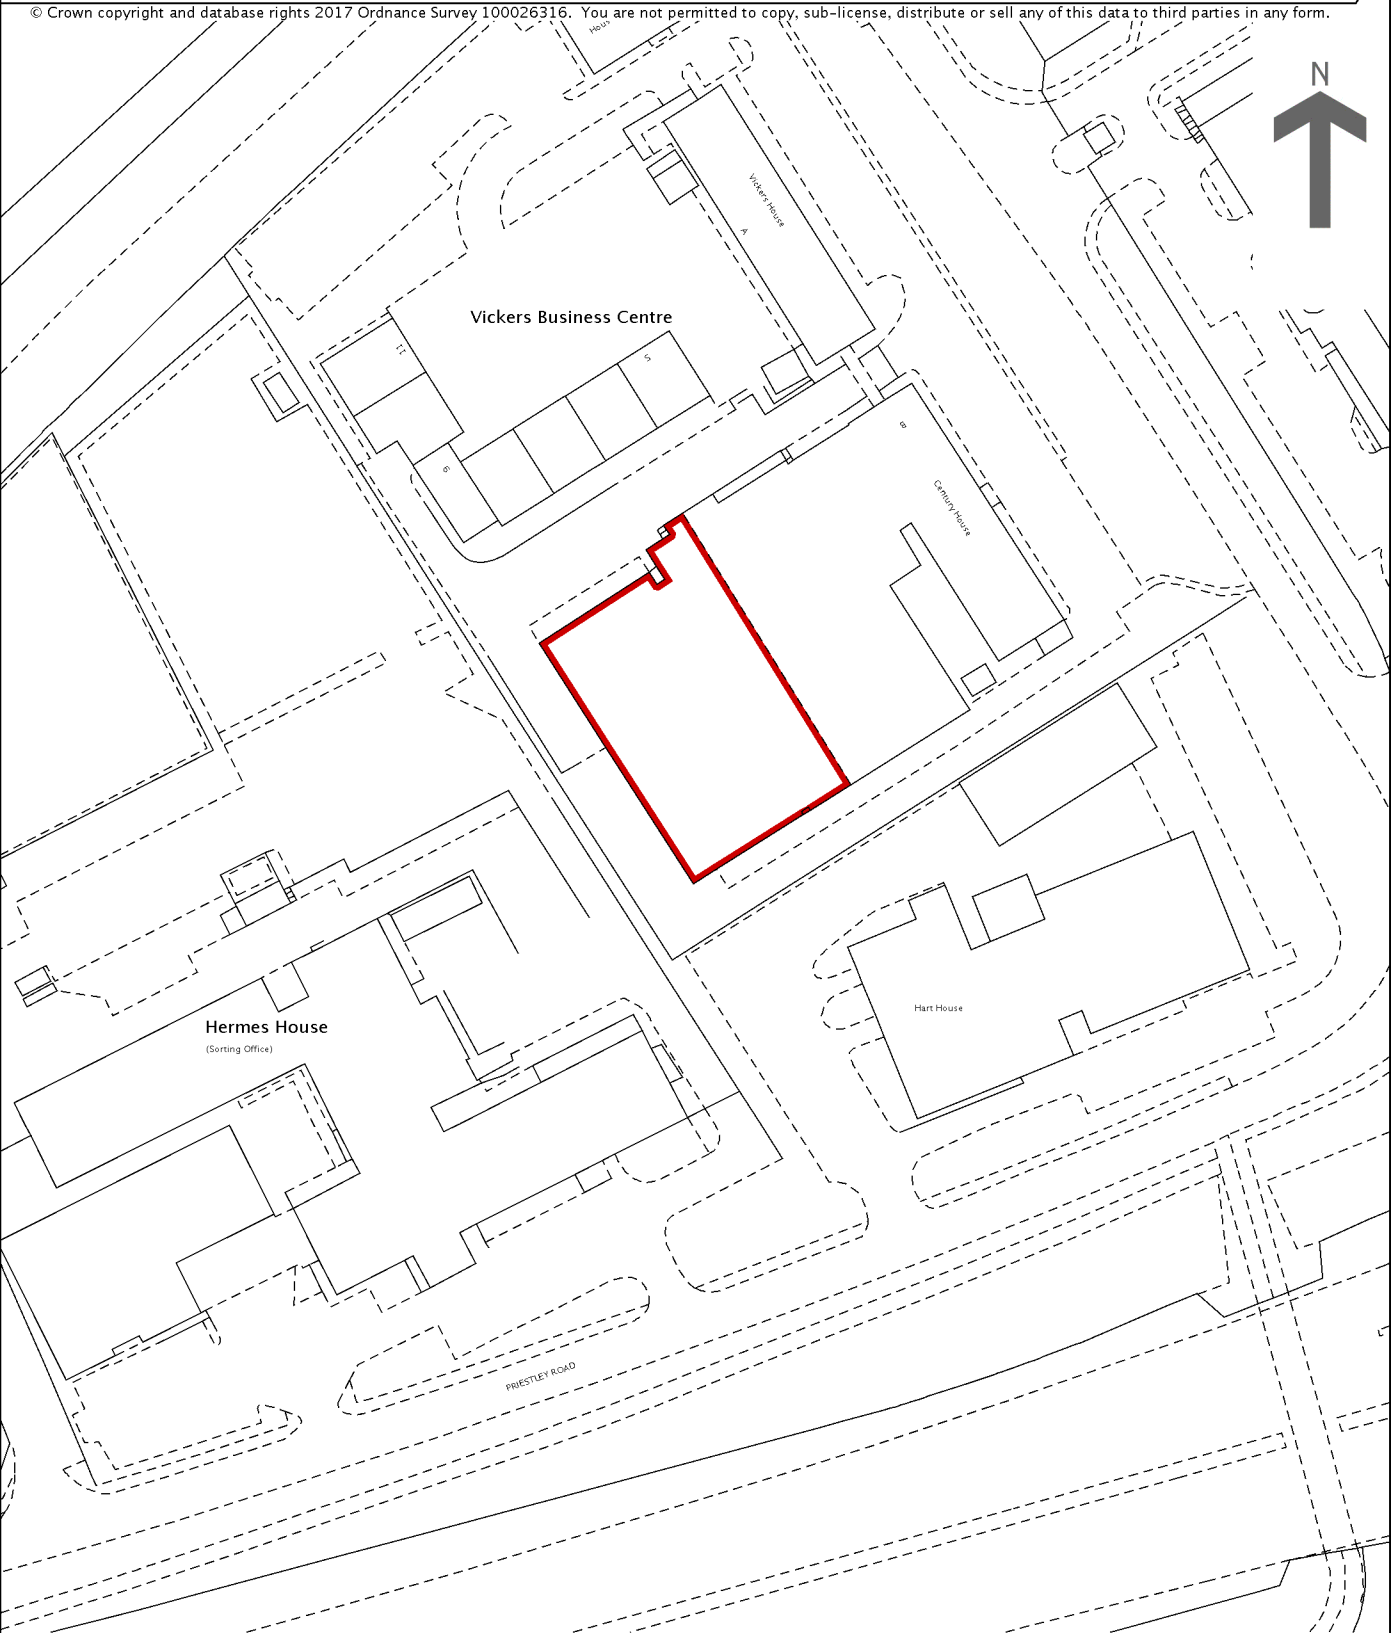 © Crown copyright and database rights 2017 Ordnance Survey 100026316. You are not permitted to copy, sub-license, distribute or sell any of this data to third parties in any form.
N
Vickers House
A
Vickers Business Centre
11
5
6
8
Century House
Hart House
Hermes House
(Sorting Office)
PRIESTLEY ROAD